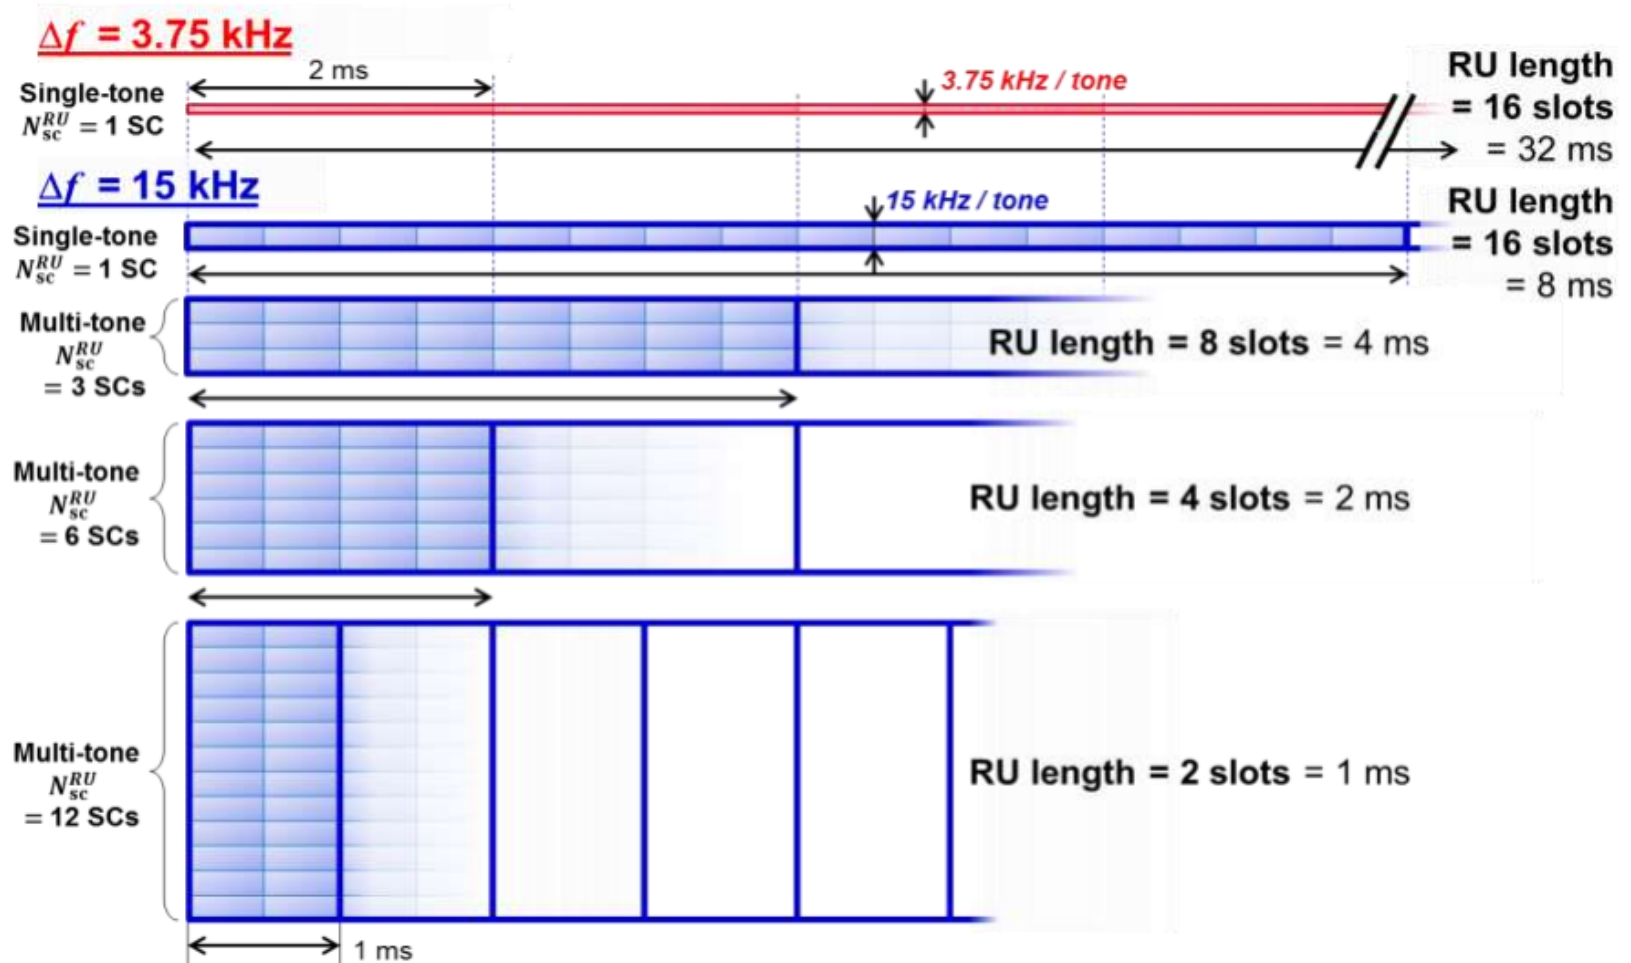 Δf = 3.75 kHz
2 ms
Single-tone
N_sc^RU = 1 SC
3.75 kHz / tone
RU length
= 16 slots
= 32 ms
Δf = 15 kHz
15 kHz / tone
Single-tone
N_sc^RU = 1 SC
RU length
= 16 slots
= 8 ms
Multi-tone
N_sc^RU
= 3 SCs
RU length = 8 slots = 4 ms
Multi-tone
N_sc^RU
= 6 SCs
RU length = 4 slots = 2 ms
Multi-tone
N_sc^RU
= 12 SCs
RU length = 2 slots = 1 ms
1 ms